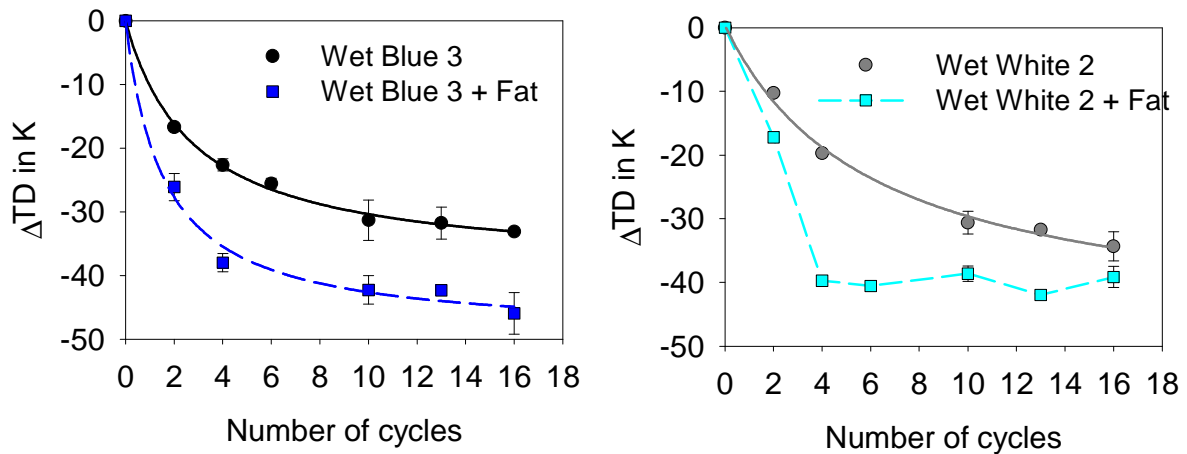 ΔTD in K
0
-10
-20
-30
-40
-50
Wet Blue 3
Wet Blue 3 + Fat
0 2 4 6 8 10 12 14 16 18
Number of cycles
ΔTD in K
0
-10
-20
-30
-40
-50
Wet White 2
Wet White 2 + Fat
0 2 4 6 8 10 12 14 16 18
Number of cycles